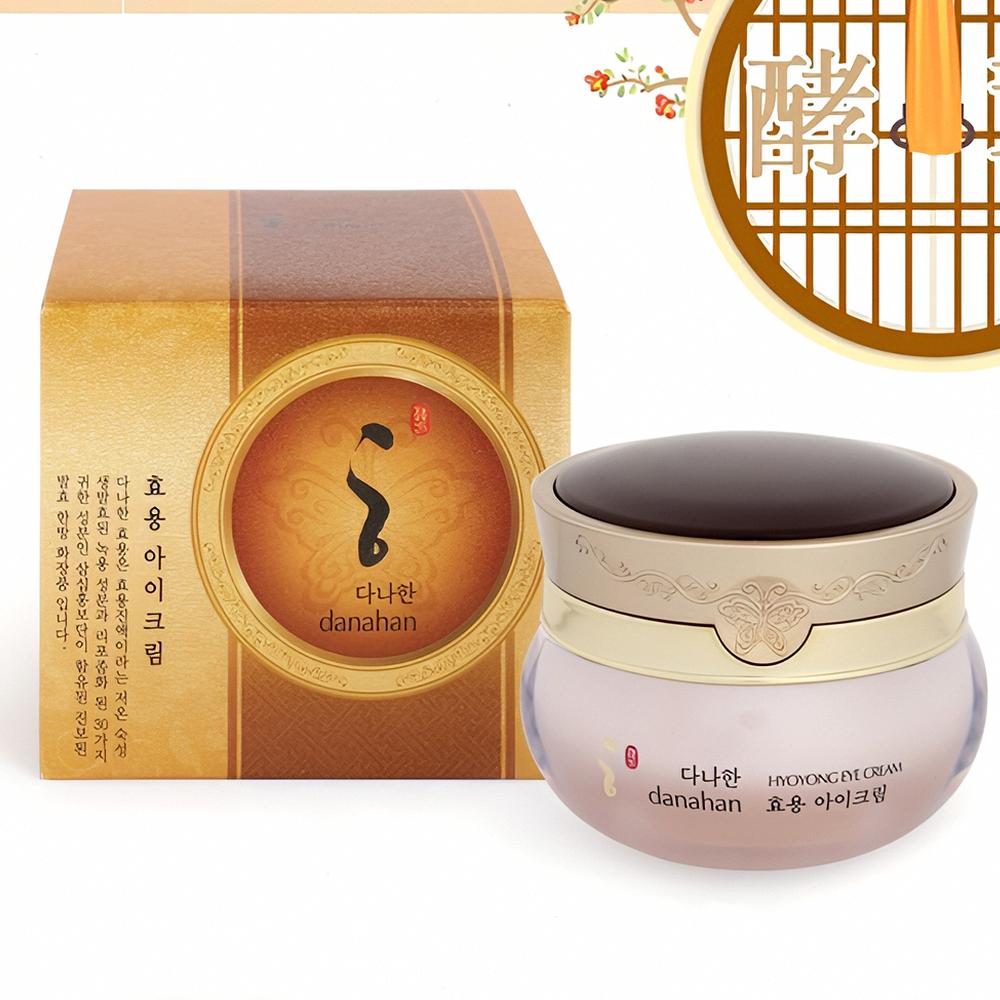 酵
효용 아이크림
다나한 효용은 효용진액이라는 저온 숙성
생발효된 녹용 성분과 리포좀화 된 30가지
귀한 성분인 삼심홍보단이 함유된 진보된
발효 한방 화장품 입니다.
다나한
danahan
다나한
danahan
HYOYONG EYE CREAM
효용 아이크림